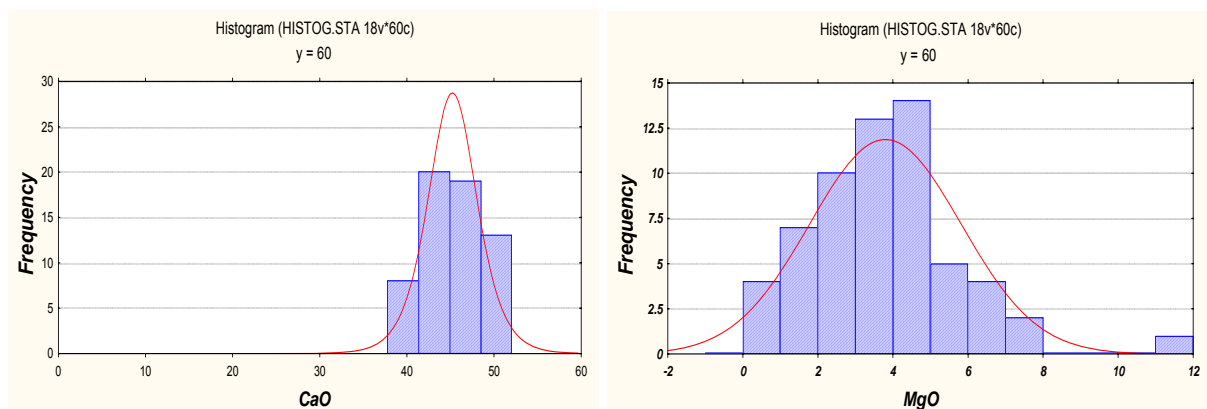 Histogram (HISTOG.STA 18v*60c)
y = 60
30
25
20
15
10
5
0
Frequency
0 10 20 30 40 50 60
CaO
Histogram (HISTOG.STA 18v*60c)
y = 60
15
12.5
10
7.5
5
2.5
0
Frequency
-2 0 2 4 6 8 10 12
MgO